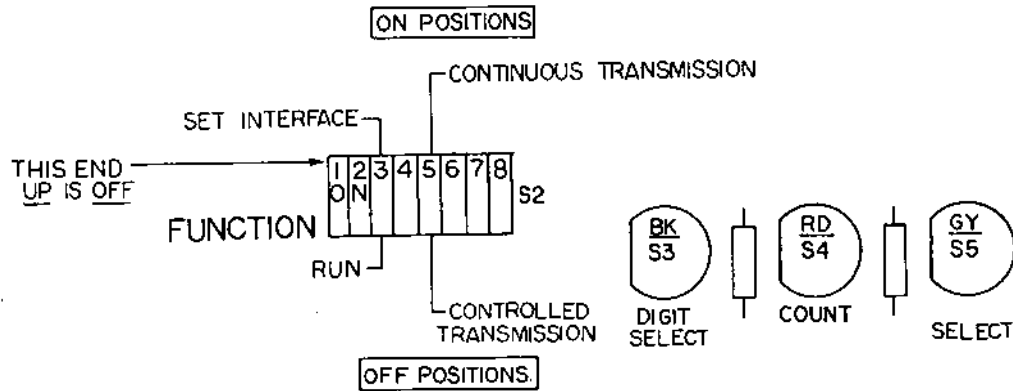 ON POSITIONS
CONTINUOUS TRANSMISSION
SET INTERFACE
THIS END
UP IS OFF
1 2 3 4 5 6 7 8
O N
S2
FUNCTION
RUN
CONTROLLED
TRANSMISSION
OFF POSITIONS.
BK
S3
DIGIT
SELECT
RD
S4
COUNT
GY
S5
SELECT